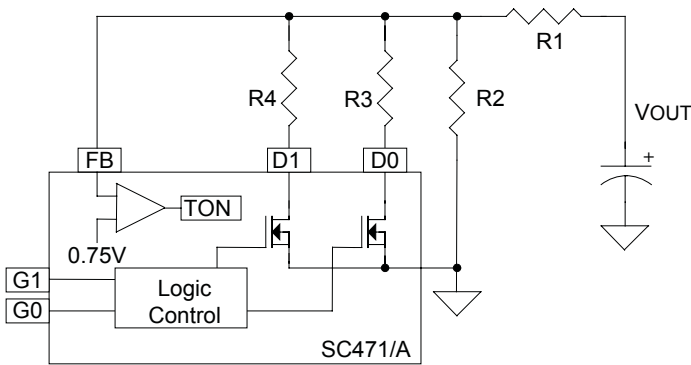 R1
R4
R3
R2
VOUT
+
FB
D1
D0
TON
0.75V
G1
G0
Logic
Control
SC471/A